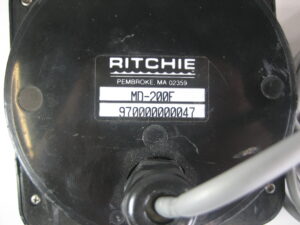 RITCHIE
PEMBROKE, MA 02359
MD-200F
970000000047